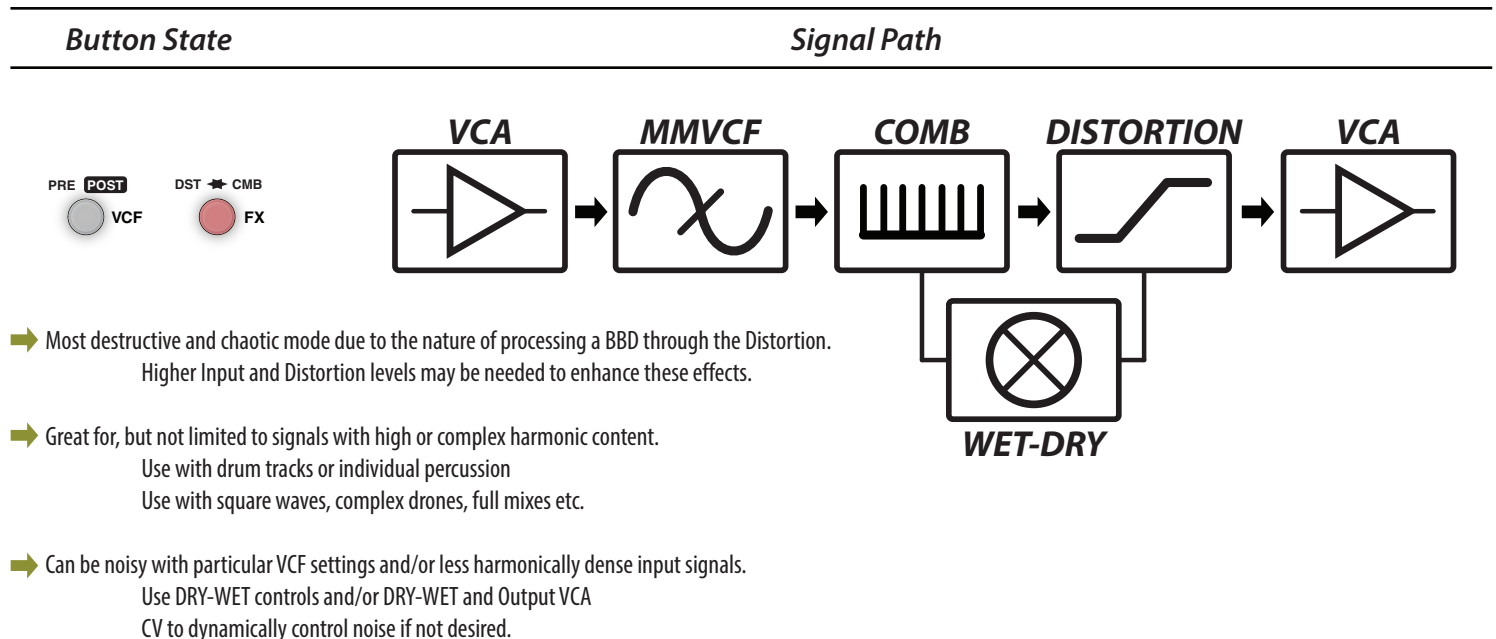 Button State Signal Path
VCA MMVCF COMB DISTORTION VCA
PRE POST DST CMB
VCF FX
Most destructive and chaotic mode due to the nature of processing a BBD through the Distortion.
Higher Input and Distortion levels may be needed to enhance these effects.
WET-DRY
Great for, but not limited to signals with high or complex harmonic content.
Use with drum tracks or individual percussion
Use with square waves, complex drones, full mixes etc.
Can be noisy with particular VCF settings and/or less harmonically dense input signals.
Use DRY-WET controls and/or DRY-WET and Output VCA
CV to dynamically control noise if not desired.